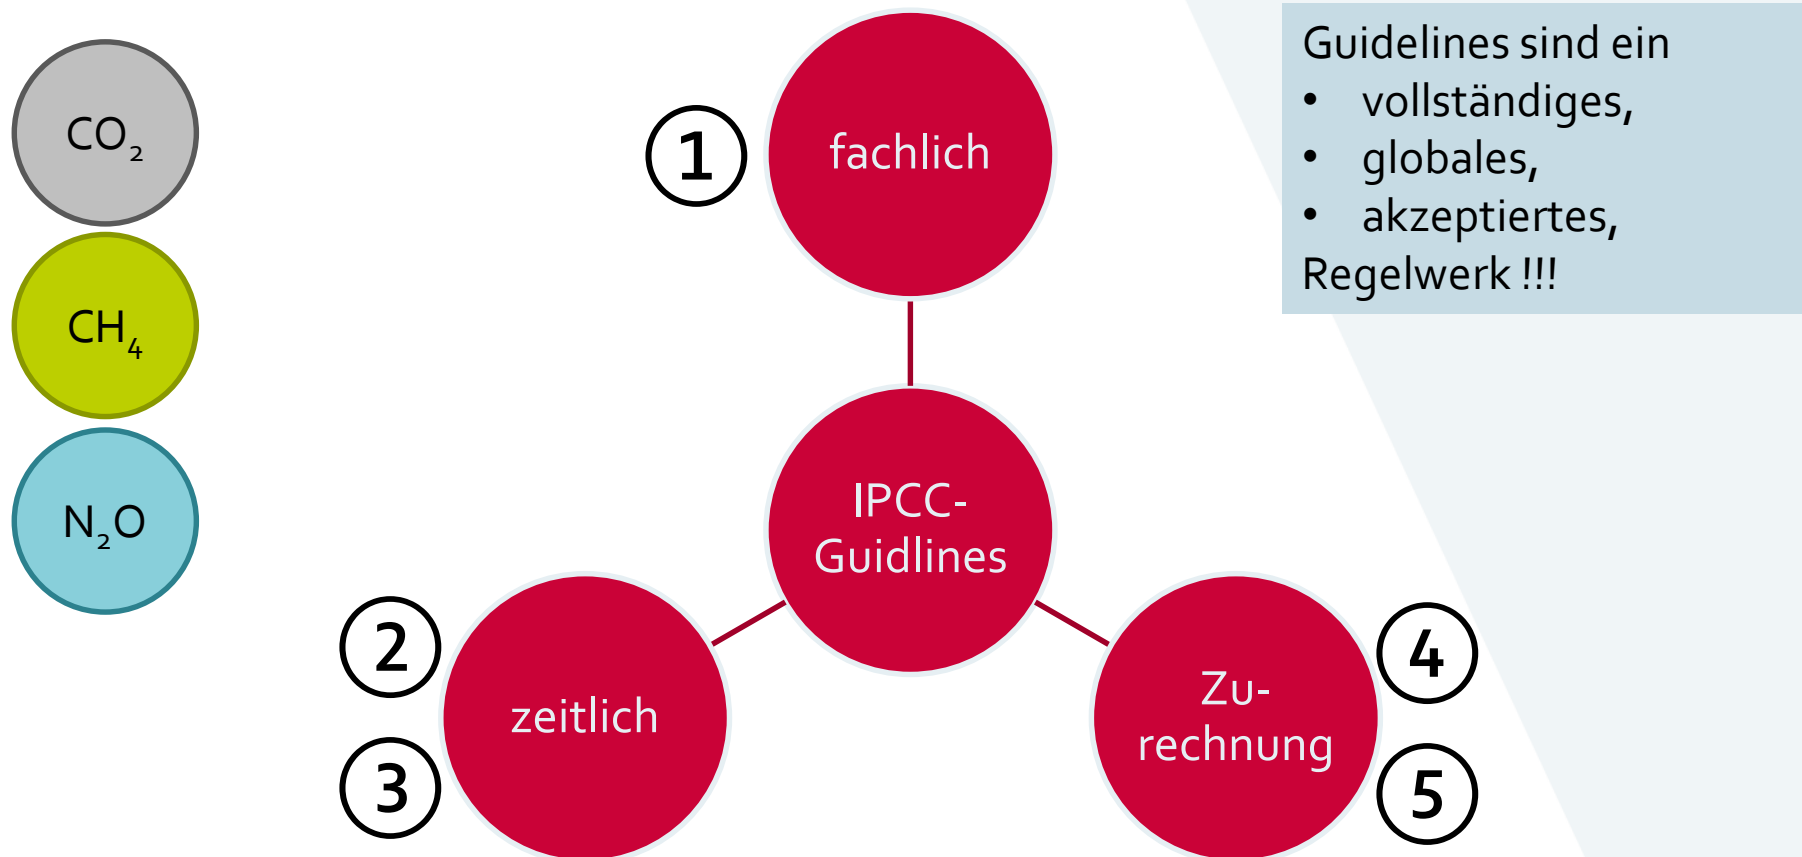 CO₂
CH₄
N₂O
1
fachlich
IPCC-
Guidlines
2
3
zeitlich
Zu-
rechnung
4
5
Guidelines sind ein
• vollständiges,
• globales,
• akzeptiertes,
Regelwerk !!!